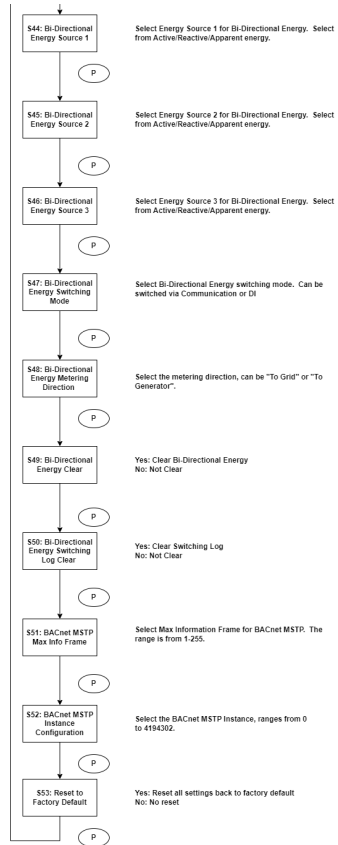 S44: Bi-Directional
Energy Source 1
Select Energy Source 1 for Bi-Directional Energy. Select
from Active/Reactive/Apparent energy.
P
S45: Bi-Directional
Energy Source 2
Select Energy Source 2 for Bi-Directional Energy. Select
from Active/Reactive/Apparent energy.
P
S46: Bi-Directional
Energy Source 3
Select Energy Source 3 for Bi-Directional Energy. Select
from Active/Reactive/Apparent energy.
P
S47: Bi-Directional
Energy Switching
Mode
Select Bi-Directional Energy switching mode. Can be
switched via Communication or DI
P
S48: Bi-Directional
Energy Metering
Direction
Select the metering direction, can be "To Grid" or "To
Generator".
P
S49: Bi-Directional
Energy Clear
Yes: Clear Bi-Directional Energy
No: Not Clear
P
S50: Bi-Directional
Energy Switching
Log Clear
Yes: Clear Switching Log
No: Not Clear
P
S51: BACnet MSTP
Max Info Frame
Select Max Information Frame for BACnet MSTP. The
range is from 1-255.
P
S52: BACnet MSTP
Instance
Configuration
Select the BACnet MSTP Instance, ranges from 0
to 4194302.
P
S53: Reset to
Factory Default
Yes: Reset all settings back to factory default
No: No reset
P